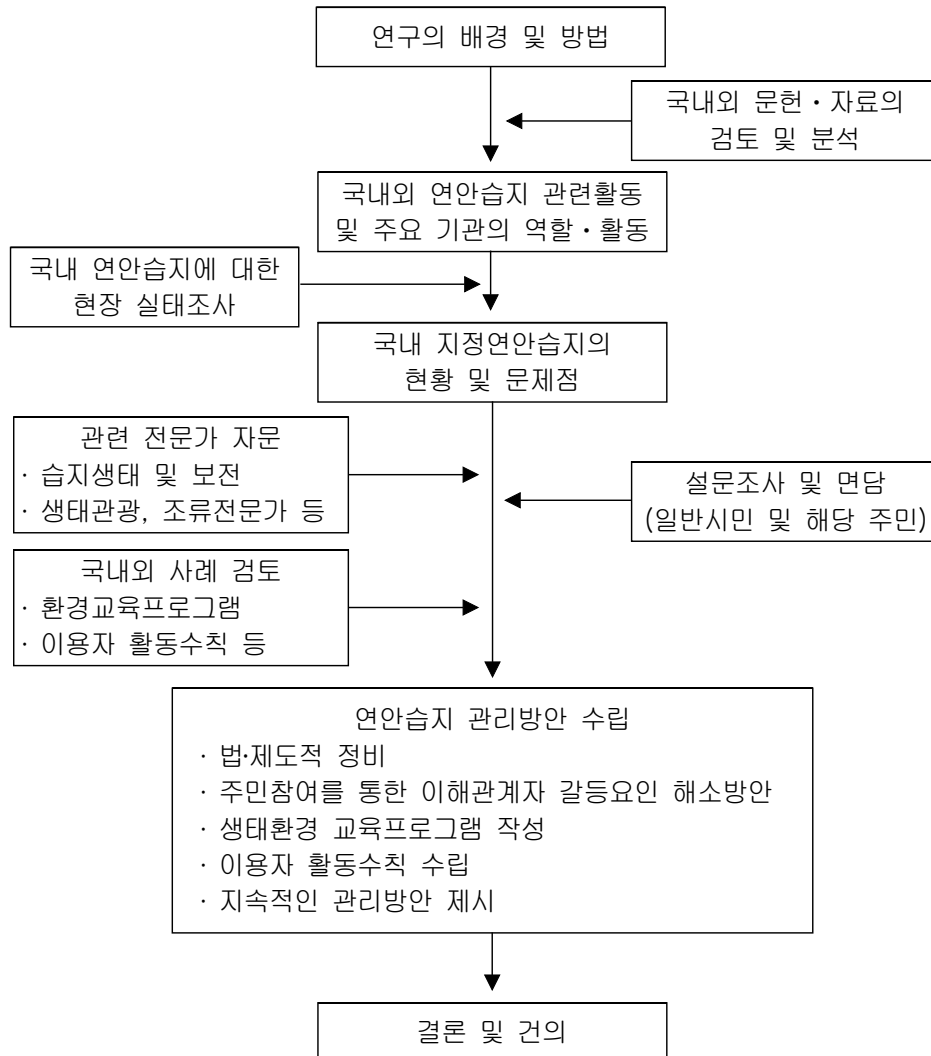 연구의 배경 및 방법
국내외 문헌・자료의
검토 및 분석
국내외 연안습지 관련활동
및 주요 기관의 역할・활동
국내 연안습지에 대한
현장 실태조사
국내 지정연안습지의
현황 및 문제점
관련 전문가 자문
· 습지생태 및 보전
· 생태관광, 조류전문가 등
설문조사 및 면담
(일반시민 및 해당 주민)
국내외 사례 검토
· 환경교육프로그램
· 이용자 활동수칙 등
연안습지 관리방안 수립
· 법·제도적 정비
· 주민참여를 통한 이해관계자 갈등요인 해소방안
· 생태환경 교육프로그램 작성
· 이용자 활동수칙 수립
· 지속적인 관리방안 제시
결론 및 건의